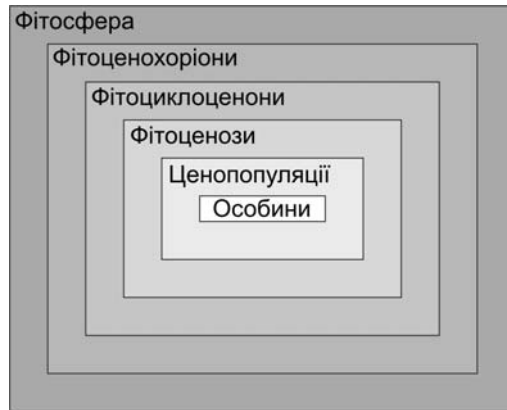 Фітосфера
Фітоценохоріони
Фітоциклоценони
Фітоценози
Ценопопуляції
Особини